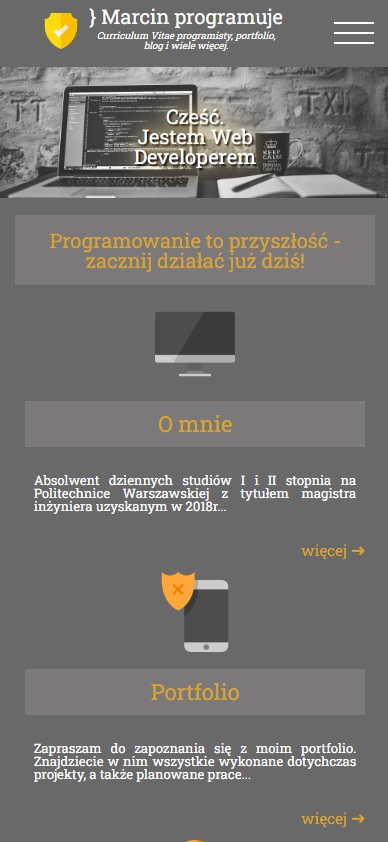 } Marcin programuje
Curriculum Vitae programisty, portfolio,
blog i wiele więcej.
Cześć.
Jestem Web
Developerem
KEEP
CALM
Programowanie to przyszłość -
zacznij działać już dziś!
O mnie
Absolwent dziennych studiów I i II stopnia na
Politechnice Warszawskiej z tytułem magistra
inżyniera uzyskanym w 2018r...
więcej ➔
Portfolio
Zapraszam do zapoznania się z moim portfolio.
Znajdziecie w nim wszystkie wykonane dotychczas
projekty, a także planowane prace...
więcej ➔